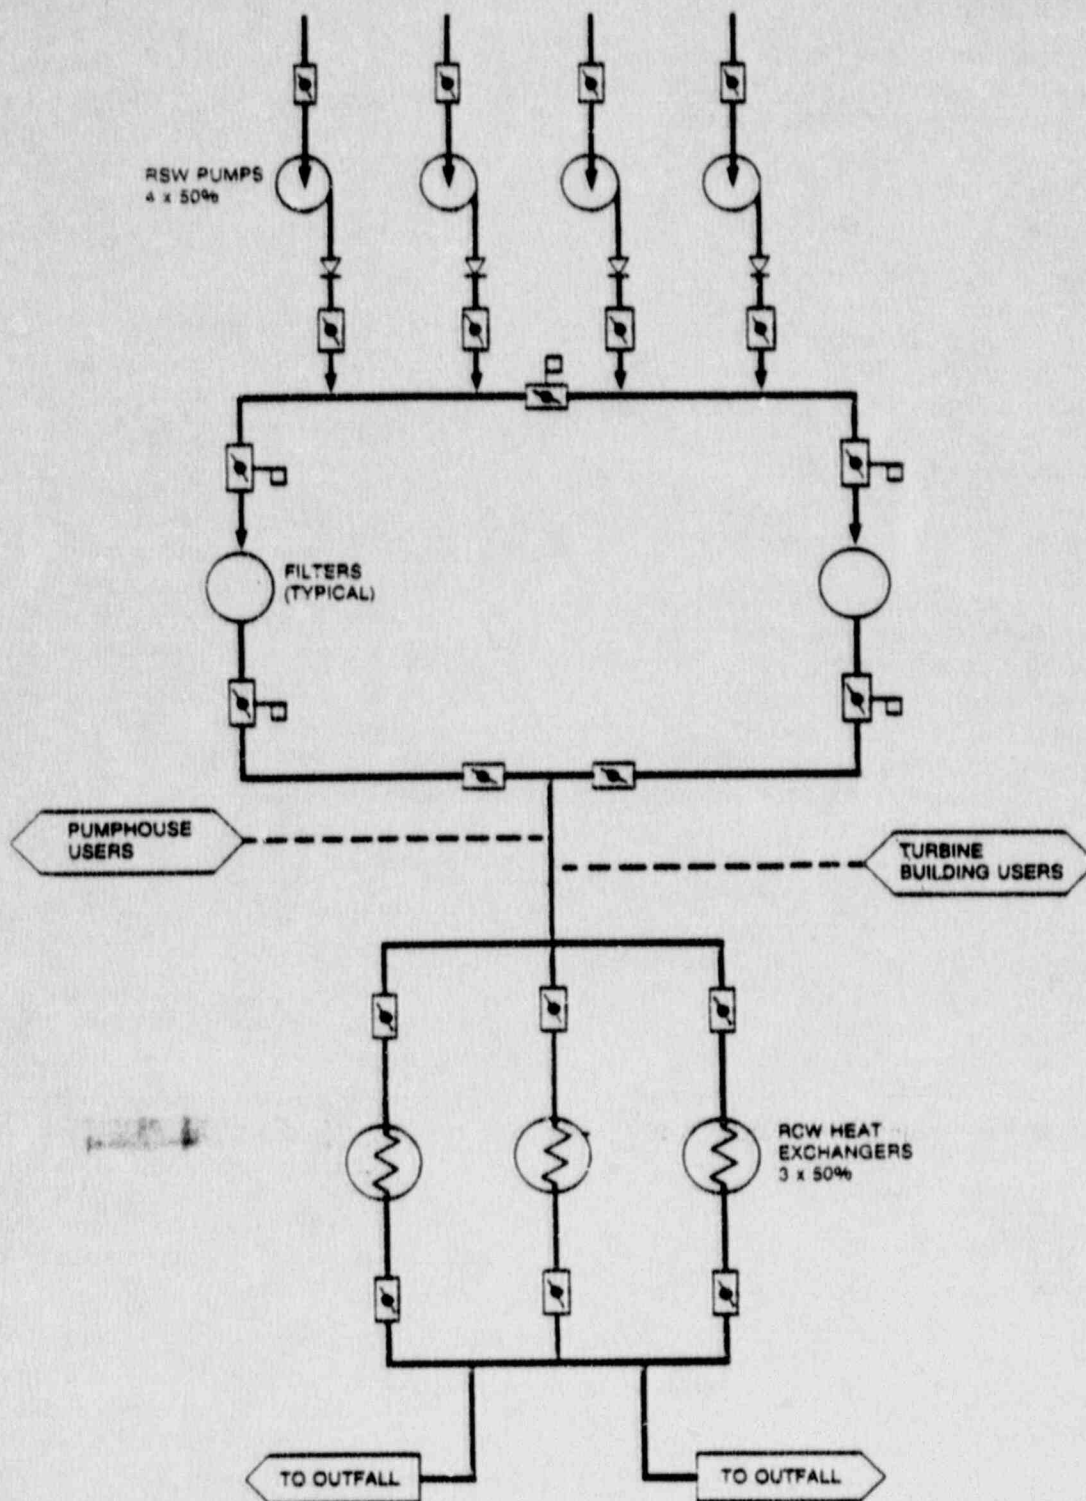 RSW PUMPS
4 x 50%
FILTERS
(TYPICAL)
PUMPHOUSE
USERS
TURBINE
BUILDING USERS
RCW HEAT
EXCHANGERS
3 x 50%
TO OUTFALL
TO OUTFALL